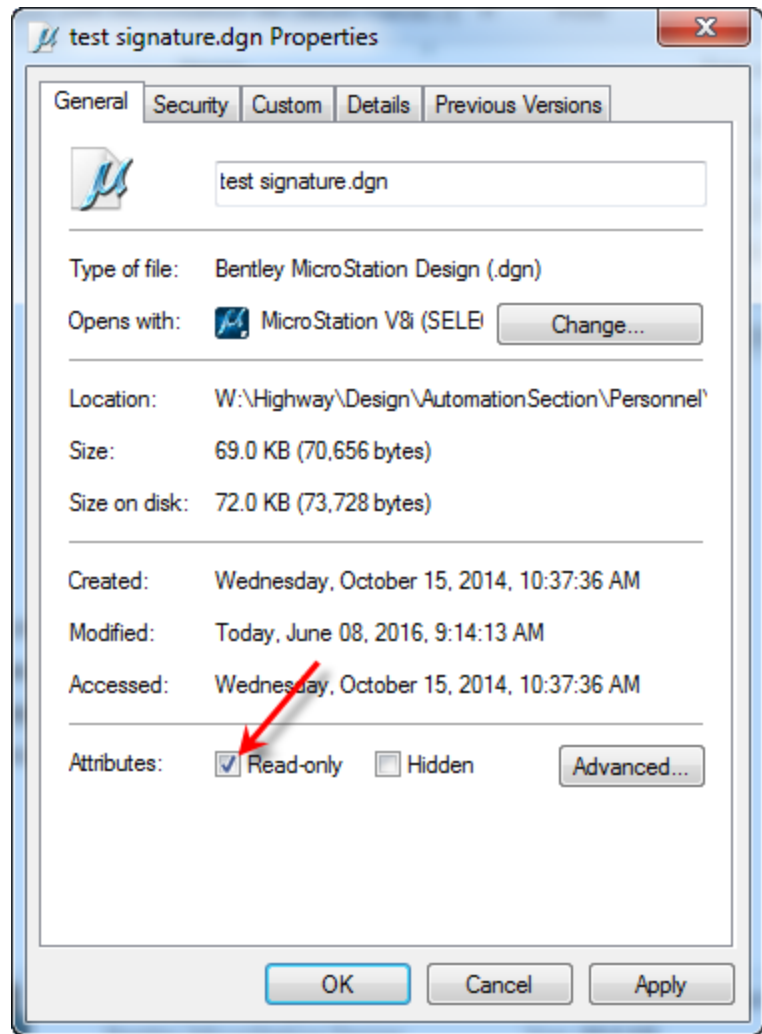 test signature.dgn Properties
General Security Custom Details Previous Versions
test signature.dgn
Type of file: Bentley MicroStation Design (.dgn)
Opens with: MicroStation V8i (SELE Change...
Location: W:\Highway\Design\AutomationSection\Personnel\
Size: 69.0 KB (70,656 bytes)
Size on disk: 72.0 KB (73,728 bytes)
Created: Wednesday, October 15, 2014, 10:37:36 AM
Modified: Today, June 08, 2016, 9:14:13 AM
Accessed: Wednesday, October 15, 2014, 10:37:36 AM
Attributes: Read-only Hidden Advanced...
OK Cancel Apply